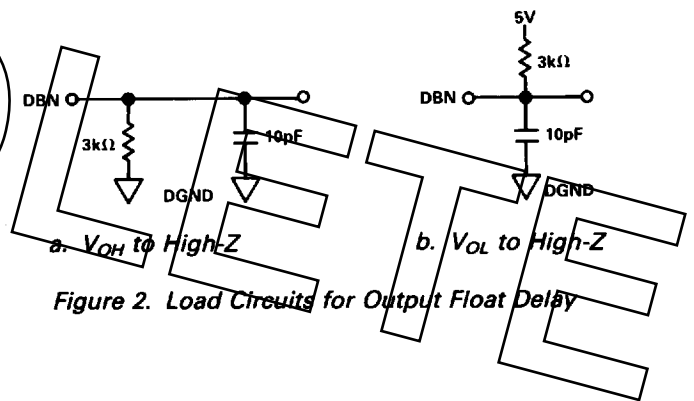 5V
3kΩ
DBN
DBN
3kΩ
10pF
10pF
DGND
DGND
a. VOH to High-Z
b. VOL to High-Z
Figure 2. Load Circuits for Output Float Delay
LETE